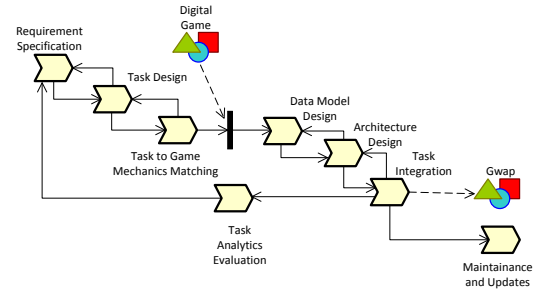 Digital
Game
Requirement
Specification
Task Design
Task to Game
Mechanics Matching
Data Model
Design
Architecture
Design
Task
Integration
Gwap
Task
Analytics
Evaluation
Maintainance
and Updates